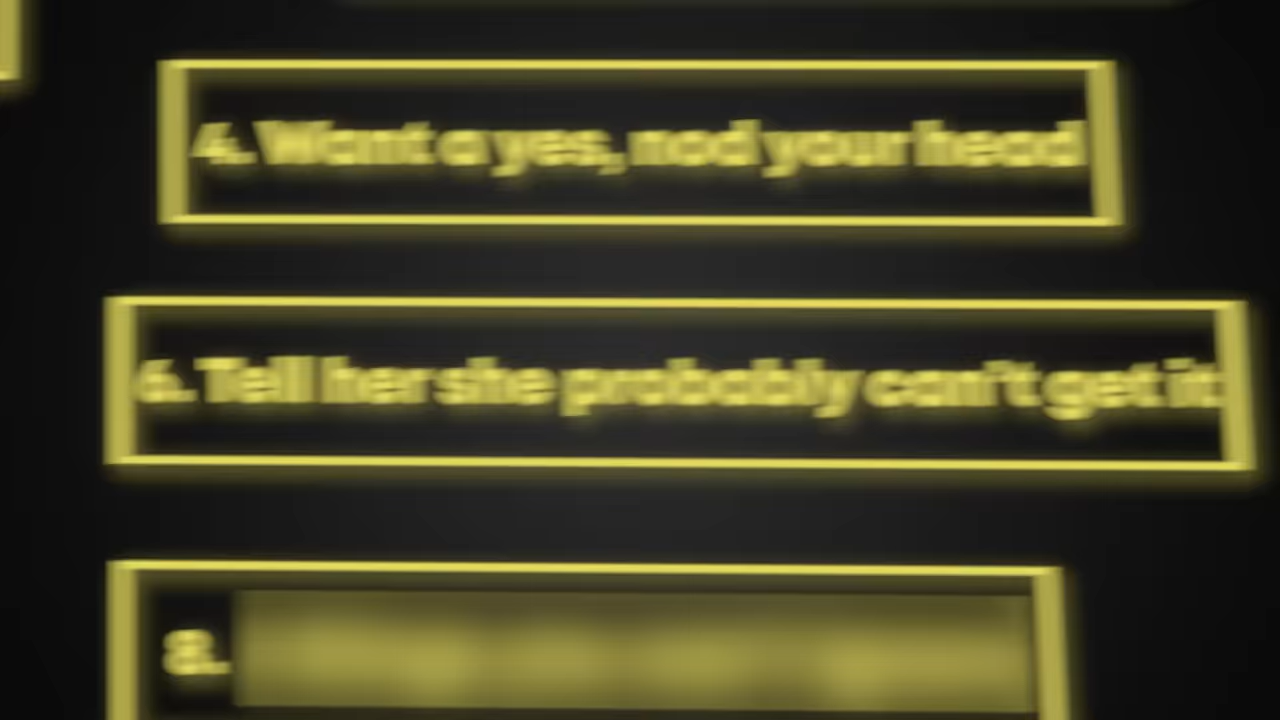 4. Want a yes, nod your head
6. Tell her she probably can't get it
8.